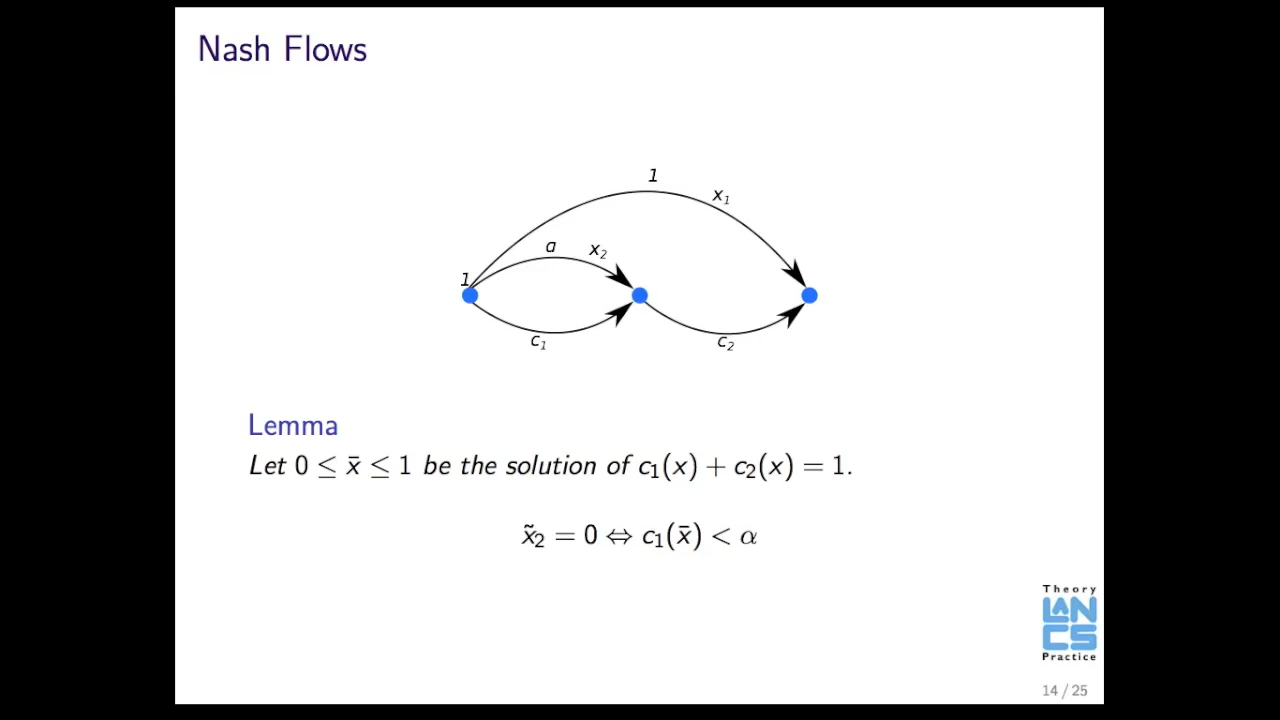 Nash Flows
1
x₁
a
x₂
1
c₁
c₂
Lemma
Let 0 ≤ x̄ ≤ 1 be the solution of c₁(x) + c₂(x) = 1.
x̃₂ = 0 ⇔ c₁(x̄) < α
Theory
LANCS
Practice
14 / 25